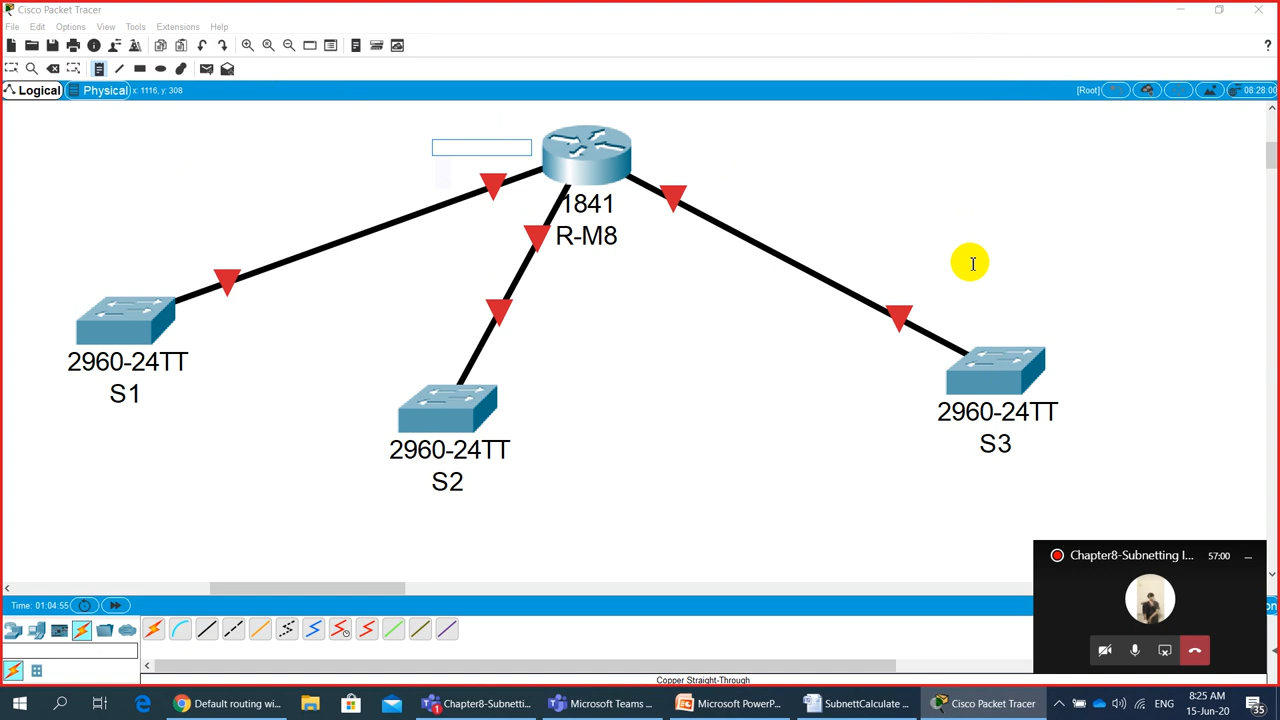 Cisco Packet Tracer
File Edit Options View Tools Extensions Help
?
Logical Physical x: 1116, y: 308 [Root] 08:28:00
1841
R-M8
2960-24TT
S1
2960-24TT
S2
2960-24TT
S3
Chapter8-Subnetting I... 57:00
Time: 01:04:55
Copper Straight-Through
Default routing wi... Chapter8-Subnetti... Microsoft Teams ... Microsoft PowerP... SubnettCalculate ... Cisco Packet Tracer ENG 8:25 AM
15-Jun-20
35